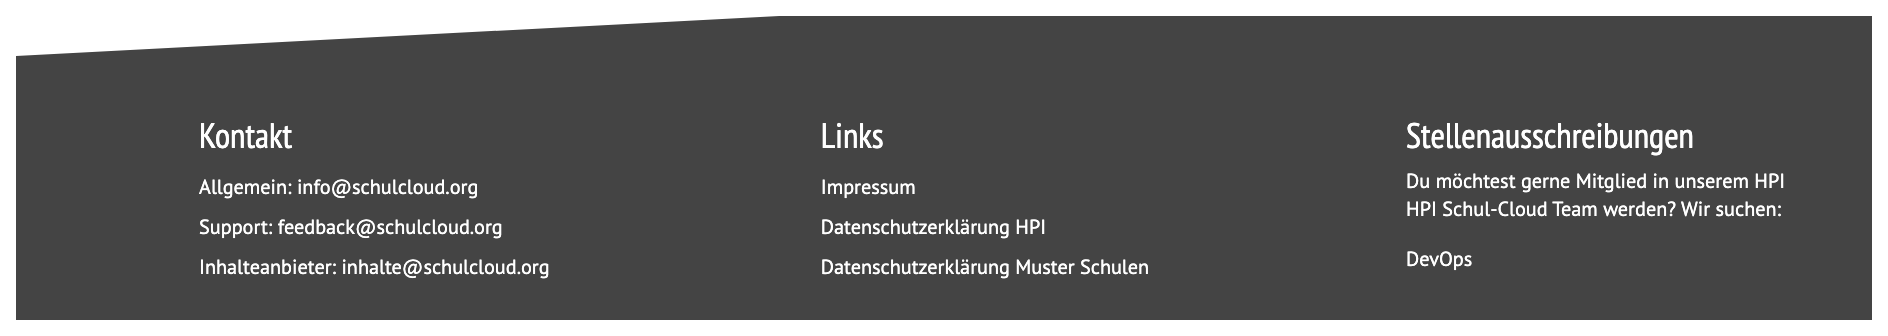 Kontakt
Allgemein: info@schulcloud.org
Support: feedback@schulcloud.org
Inhalteanbieter: inhalte@schulcloud.org
Links
Impressum
Datenschutzerklärung HPI
Datenschutzerklärung Muster Schulen
Stellenausschreibungen
Du möchtest gerne Mitglied in unserem HPI
HPI Schul-Cloud Team werden? Wir suchen:
DevOps